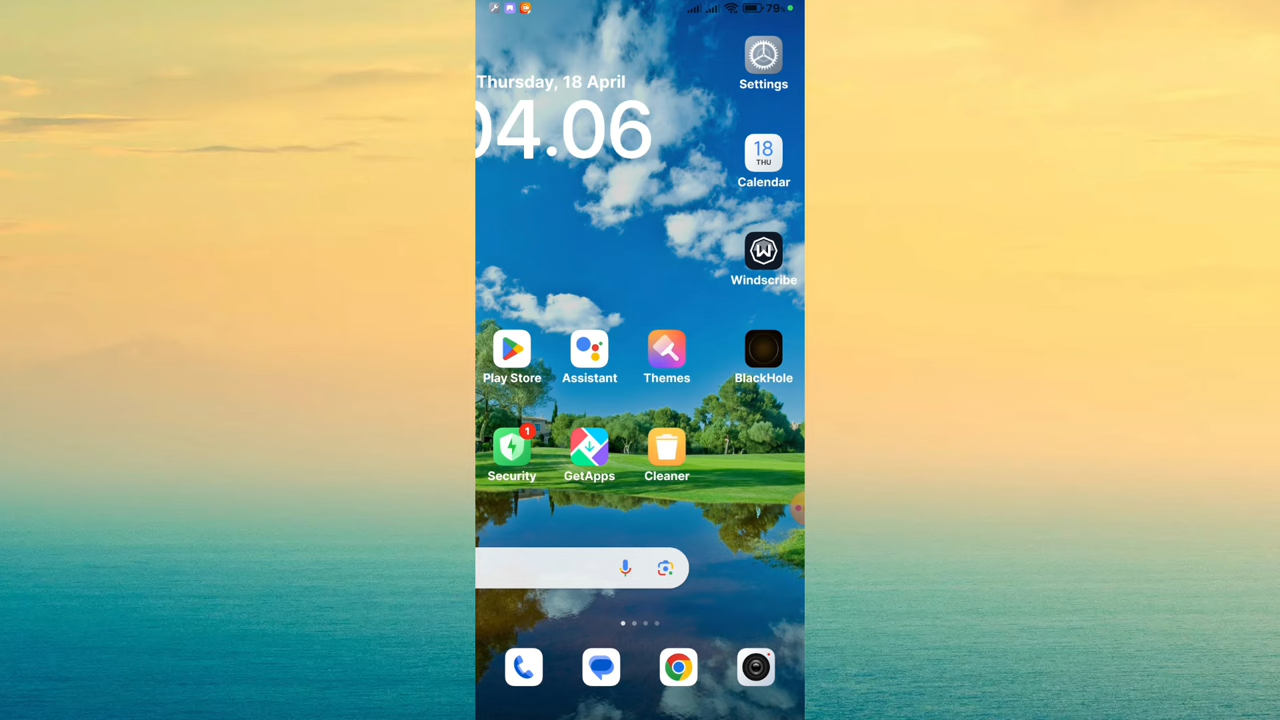 79
Thursday, 18 April
04.06
Settings
18
THU
Calendar
Windscribe
Play Store
Assistant
Themes
BlackHole
1
Security
GetApps
Cleaner